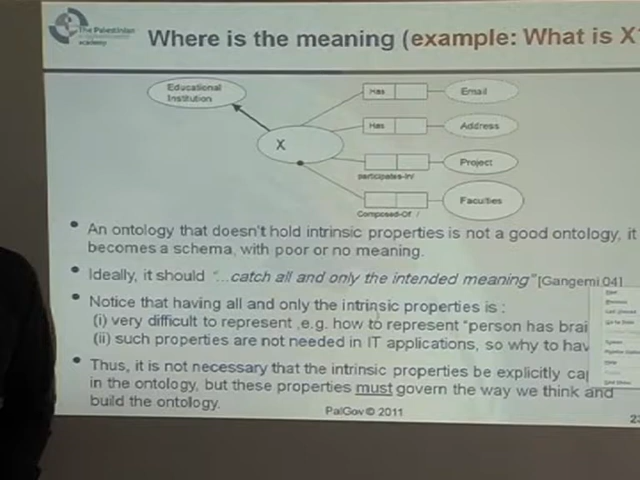 The Palestinian
academy
Where is the meaning (example: What is X?
Educational
Institution
Has
Email
Has
Address
X
Project
participates-in/
Faculties
Composed-Of /
• An ontology that doesn't hold intrinsic properties is not a good ontology, it
becomes a schema, with poor or no meaning.
• Ideally, it should "...catch all and only the intended meaning" [Gangemi 04]
• Notice that having all and only the intrinsic properties is :
(i) very difficult to represent ,e.g. how to represent "person has brai
(ii) such properties are not needed in IT applications, so why to hav
• Thus, it is not necessary that the intrinsic properties be explicitly ca
in the ontology, but these properties must govern the way we think and
build the ontology.
PalGov © 2011
23